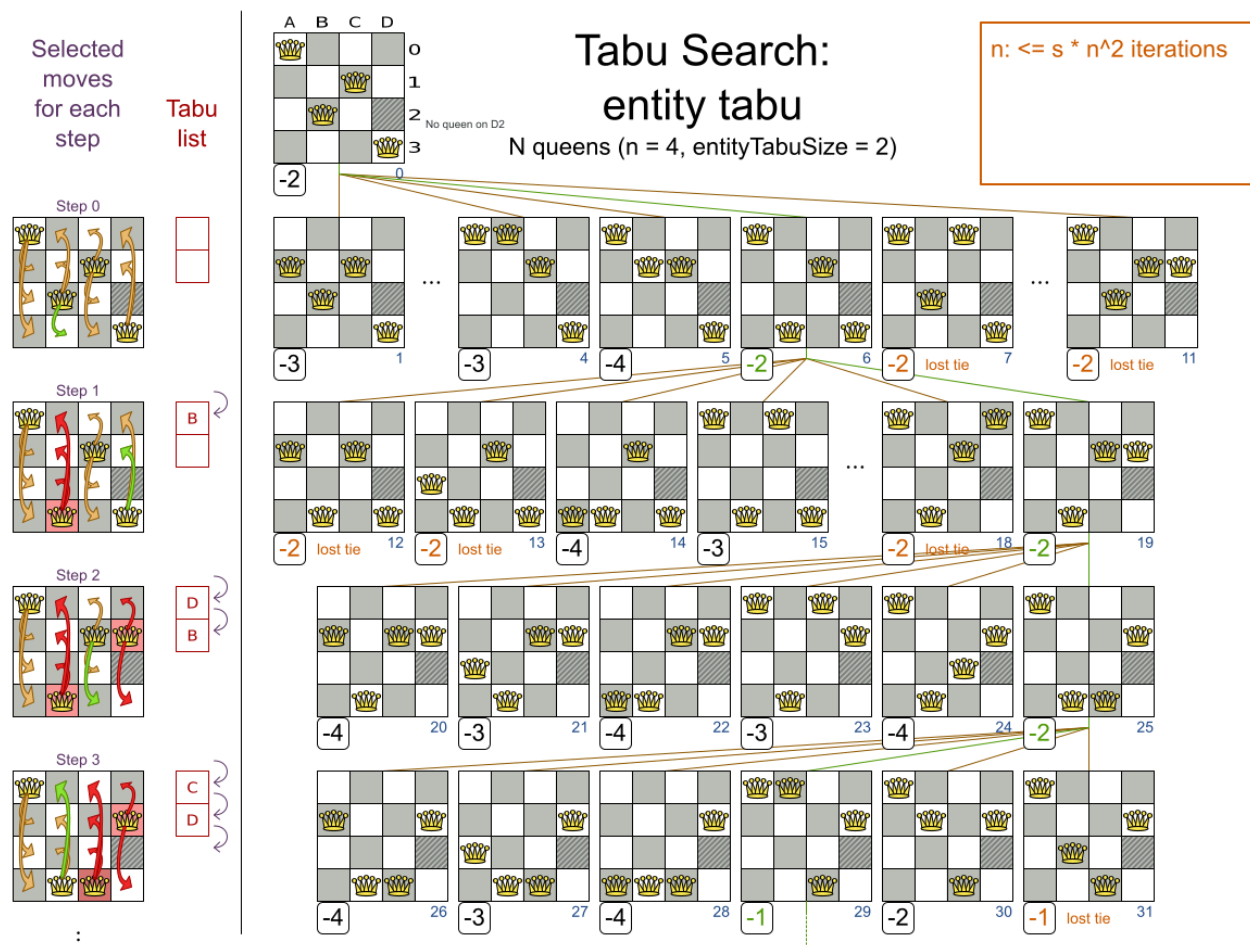 Selected
moves
for each
step
Tabu
list
A B C D
0
1
2
3
No queen on D2
-2
0
Tabu Search:
entity tabu
N queens (n = 4, entityTabuSize = 2)
n: <= s * n^2 iterations
Step 0
...
...
-3 1
-3 4
-4 5
-2 6
-2 lost tie 7
-2 lost tie 11
Step 1
B
...
-2 lost tie 12
-2 lost tie 13
-4 14
-3 15
-2 lost tie 18
-2 19
Step 2
D
B
-4 20
-3 21
-4 22
-3 23
-4 24
-2 25
Step 3
C
D
-4 26
-3 27
-4 28
-1 29
-2 30
-1 lost tie 31
: